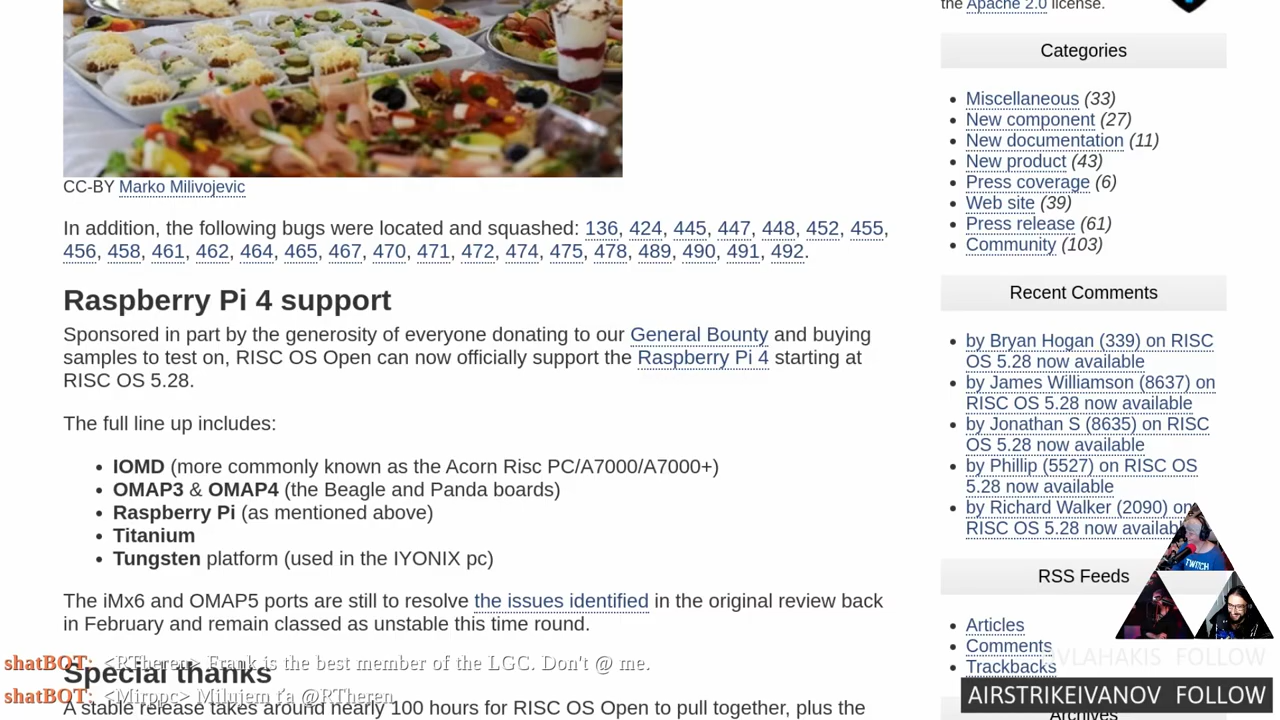 the Apache 2.0 license.
CC-BY Marko Milivojevic
In addition, the following bugs were located and squashed: 136, 424, 445, 447, 448, 452, 455,
456, 458, 461, 462, 464, 465, 467, 470, 471, 472, 474, 475, 478, 489, 490, 491, 492.
Raspberry Pi 4 support
Sponsored in part by the generosity of everyone donating to our General Bounty and buying
samples to test on, RISC OS Open can now officially support the Raspberry Pi 4 starting at
RISC OS 5.28.
The full line up includes:
• IOMD (more commonly known as the Acorn Risc PC/A7000/A7000+)
• OMAP3 & OMAP4 (the Beagle and Panda boards)
• Raspberry Pi (as mentioned above)
• Titanium
• Tungsten platform (used in the IYONIX pc)
The iMx6 and OMAP5 ports are still to resolve the issues identified in the original review back
in February and remain classed as unstable this time round.
Special thanks
A stable release takes around nearly 100 hours for RISC OS Open to pull together, plus the
shatBOT: <RTheren> Frank is the best member of the LGC. Don't @ me.
shatBOT: <Mirppc> Milujem ťa @RTheren
Categories
• Miscellaneous (33)
• New component (27)
• New documentation (11)
• New product (43)
• Press coverage (6)
• Web site (39)
• Press release (61)
• Community (103)
Recent Comments
• by Bryan Hogan (339) on RISC
OS 5.28 now available
• by James Williamson (8637) on
RISC OS 5.28 now available
• by Jonathan S (8635) on RISC
OS 5.28 now available
• by Phillip (5527) on RISC OS
5.28 now available
• by Richard Walker (2090) on
RISC OS 5.28 now
RSS Feeds
• Articles
• Comments
• Trackbacks
Archives
TWITCH
FOLLOW
AIRSTRIKEIVANOV FOLLOW